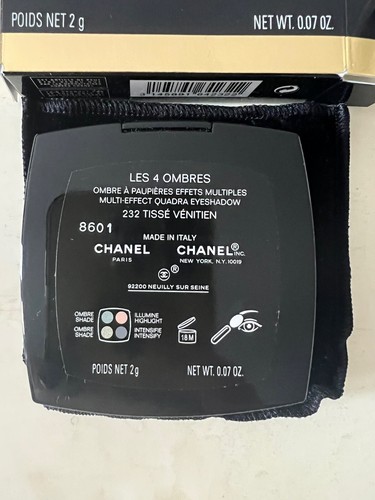 POIDS NET 2 g
NET WT. 0.07 OZ.
LES 4 OMBRES
OMBRE À PAUPIÈRES EFFETS MULTIPLES
MULTI-EFFECT QUADRA EYESHADOW
232 TISSÉ VÉNITIEN
8601
MADE IN ITALY
CHANEL CHANEL® INC.
PARIS NEW YORK, N.Y. 10019
®
92200 NEUILLY SUR SEINE
OMBRE SHADE
ILLUMINE HIGHLIGHT
OMBRE SHADE
INTENSIFIE INTENSIFY
18 M
POIDS NET 2g
NET WT. 0.07 OZ.